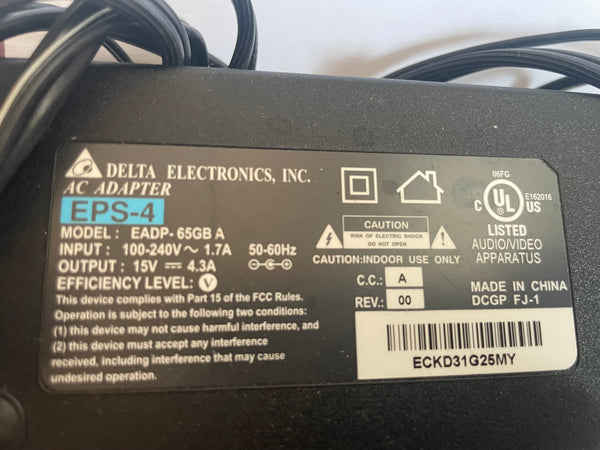 DELTA ELECTRONICS, INC.
AC ADAPTER
EPS-4
MODEL : EADP- 65GB A
INPUT : 100-240V ~ 1.7A 50-60Hz
OUTPUT : 15V ⎓ 4.3A
EFFICIENCY LEVEL: V
This device complies with Part 15 of the FCC Rules.
Operation is subject to the following two conditions:
(1) this device may not cause harmful interference, and
(2) this device must accept any interference
received, including interference that may cause
undesired operation.
CAUTION
RISK OF ELECTRIC SHOCK
DO NOT OPEN
CAUTION:INDOOR USE ONLY
C.C.: A
REV.: 00
06FG
C UL US
E162016
LISTED
AUDIO/VIDEO
APPARATUS
MADE IN CHINA
DCGP FJ-1
ECKD31G25MY